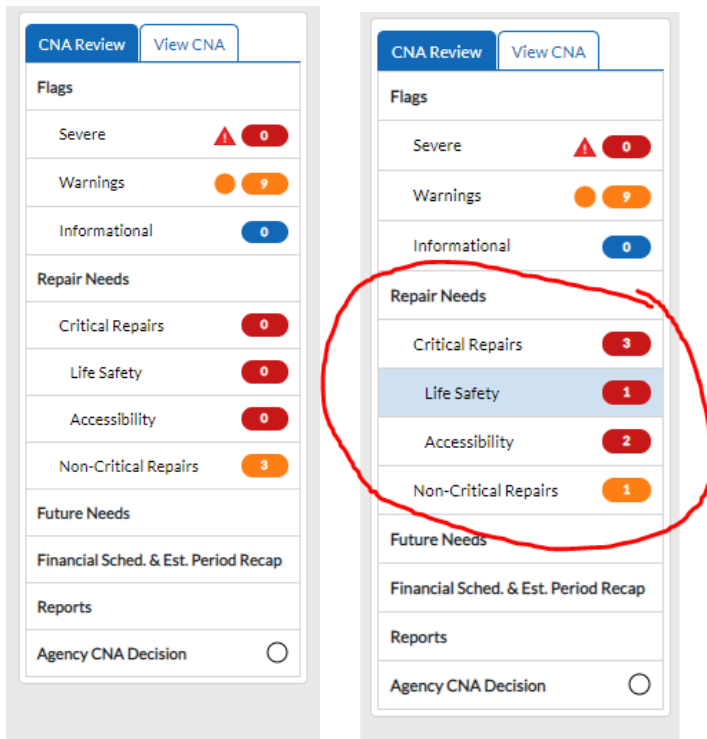 CNA Review View CNA
Flags
Severe 0
Warnings 9
Informational 0
Repair Needs
Critical Repairs 0
Life Safety 0
Accessibility 0
Non-Critical Repairs 3
Future Needs
Financial Sched. & Est. Period Recap
Reports
Agency CNA Decision
CNA Review View CNA
Flags
Severe 0
Warnings 9
Informational 0
Repair Needs
Critical Repairs 3
Life Safety 1
Accessibility 2
Non-Critical Repairs 1
Future Needs
Financial Sched. & Est. Period Recap
Reports
Agency CNA Decision